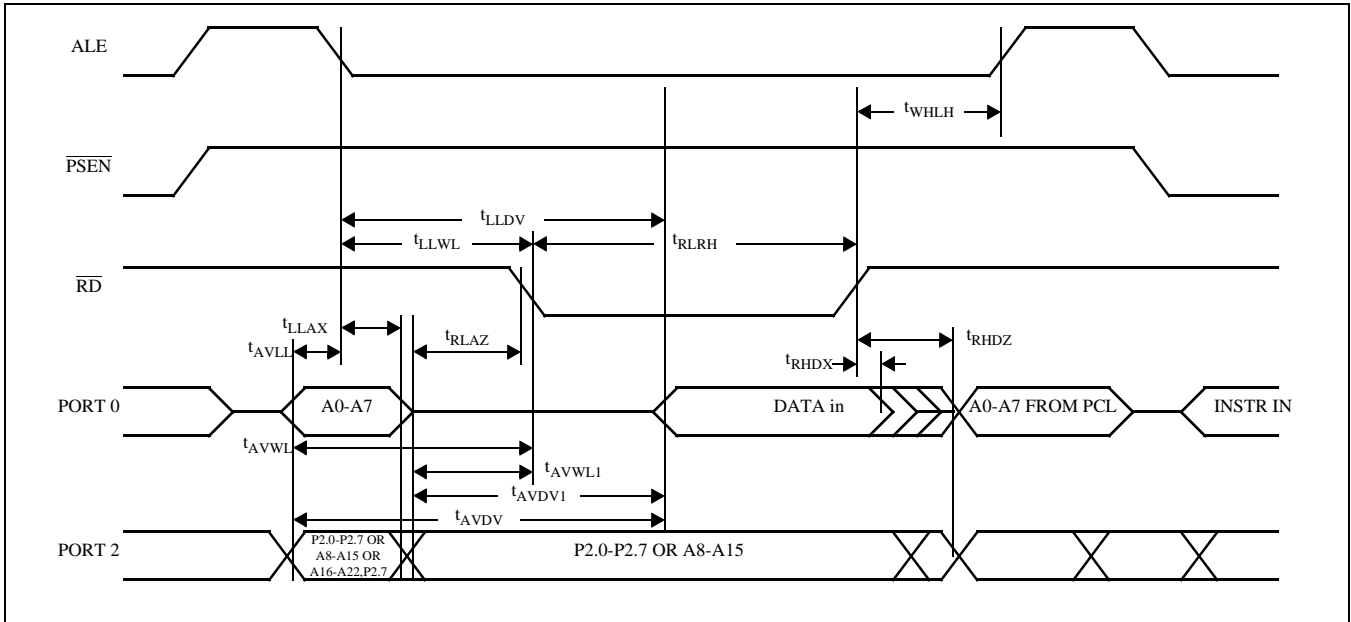 ALE
tWHLH
PSEN
tLLDV
tLLWL
tRLRH
RD
tLLAX
tRLAZ
tAVLL
tRHDZ
tRHDX
PORT 0
A0-A7
DATA in
A0-A7 FROM PCL
INSTR IN
tAVWL
tAVWL1
tAVDV1
tAVDV
PORT 2
P2.0-P2.7 OR
A8-A15 OR
A16-A22,P2.7
P2.0-P2.7 OR A8-A15